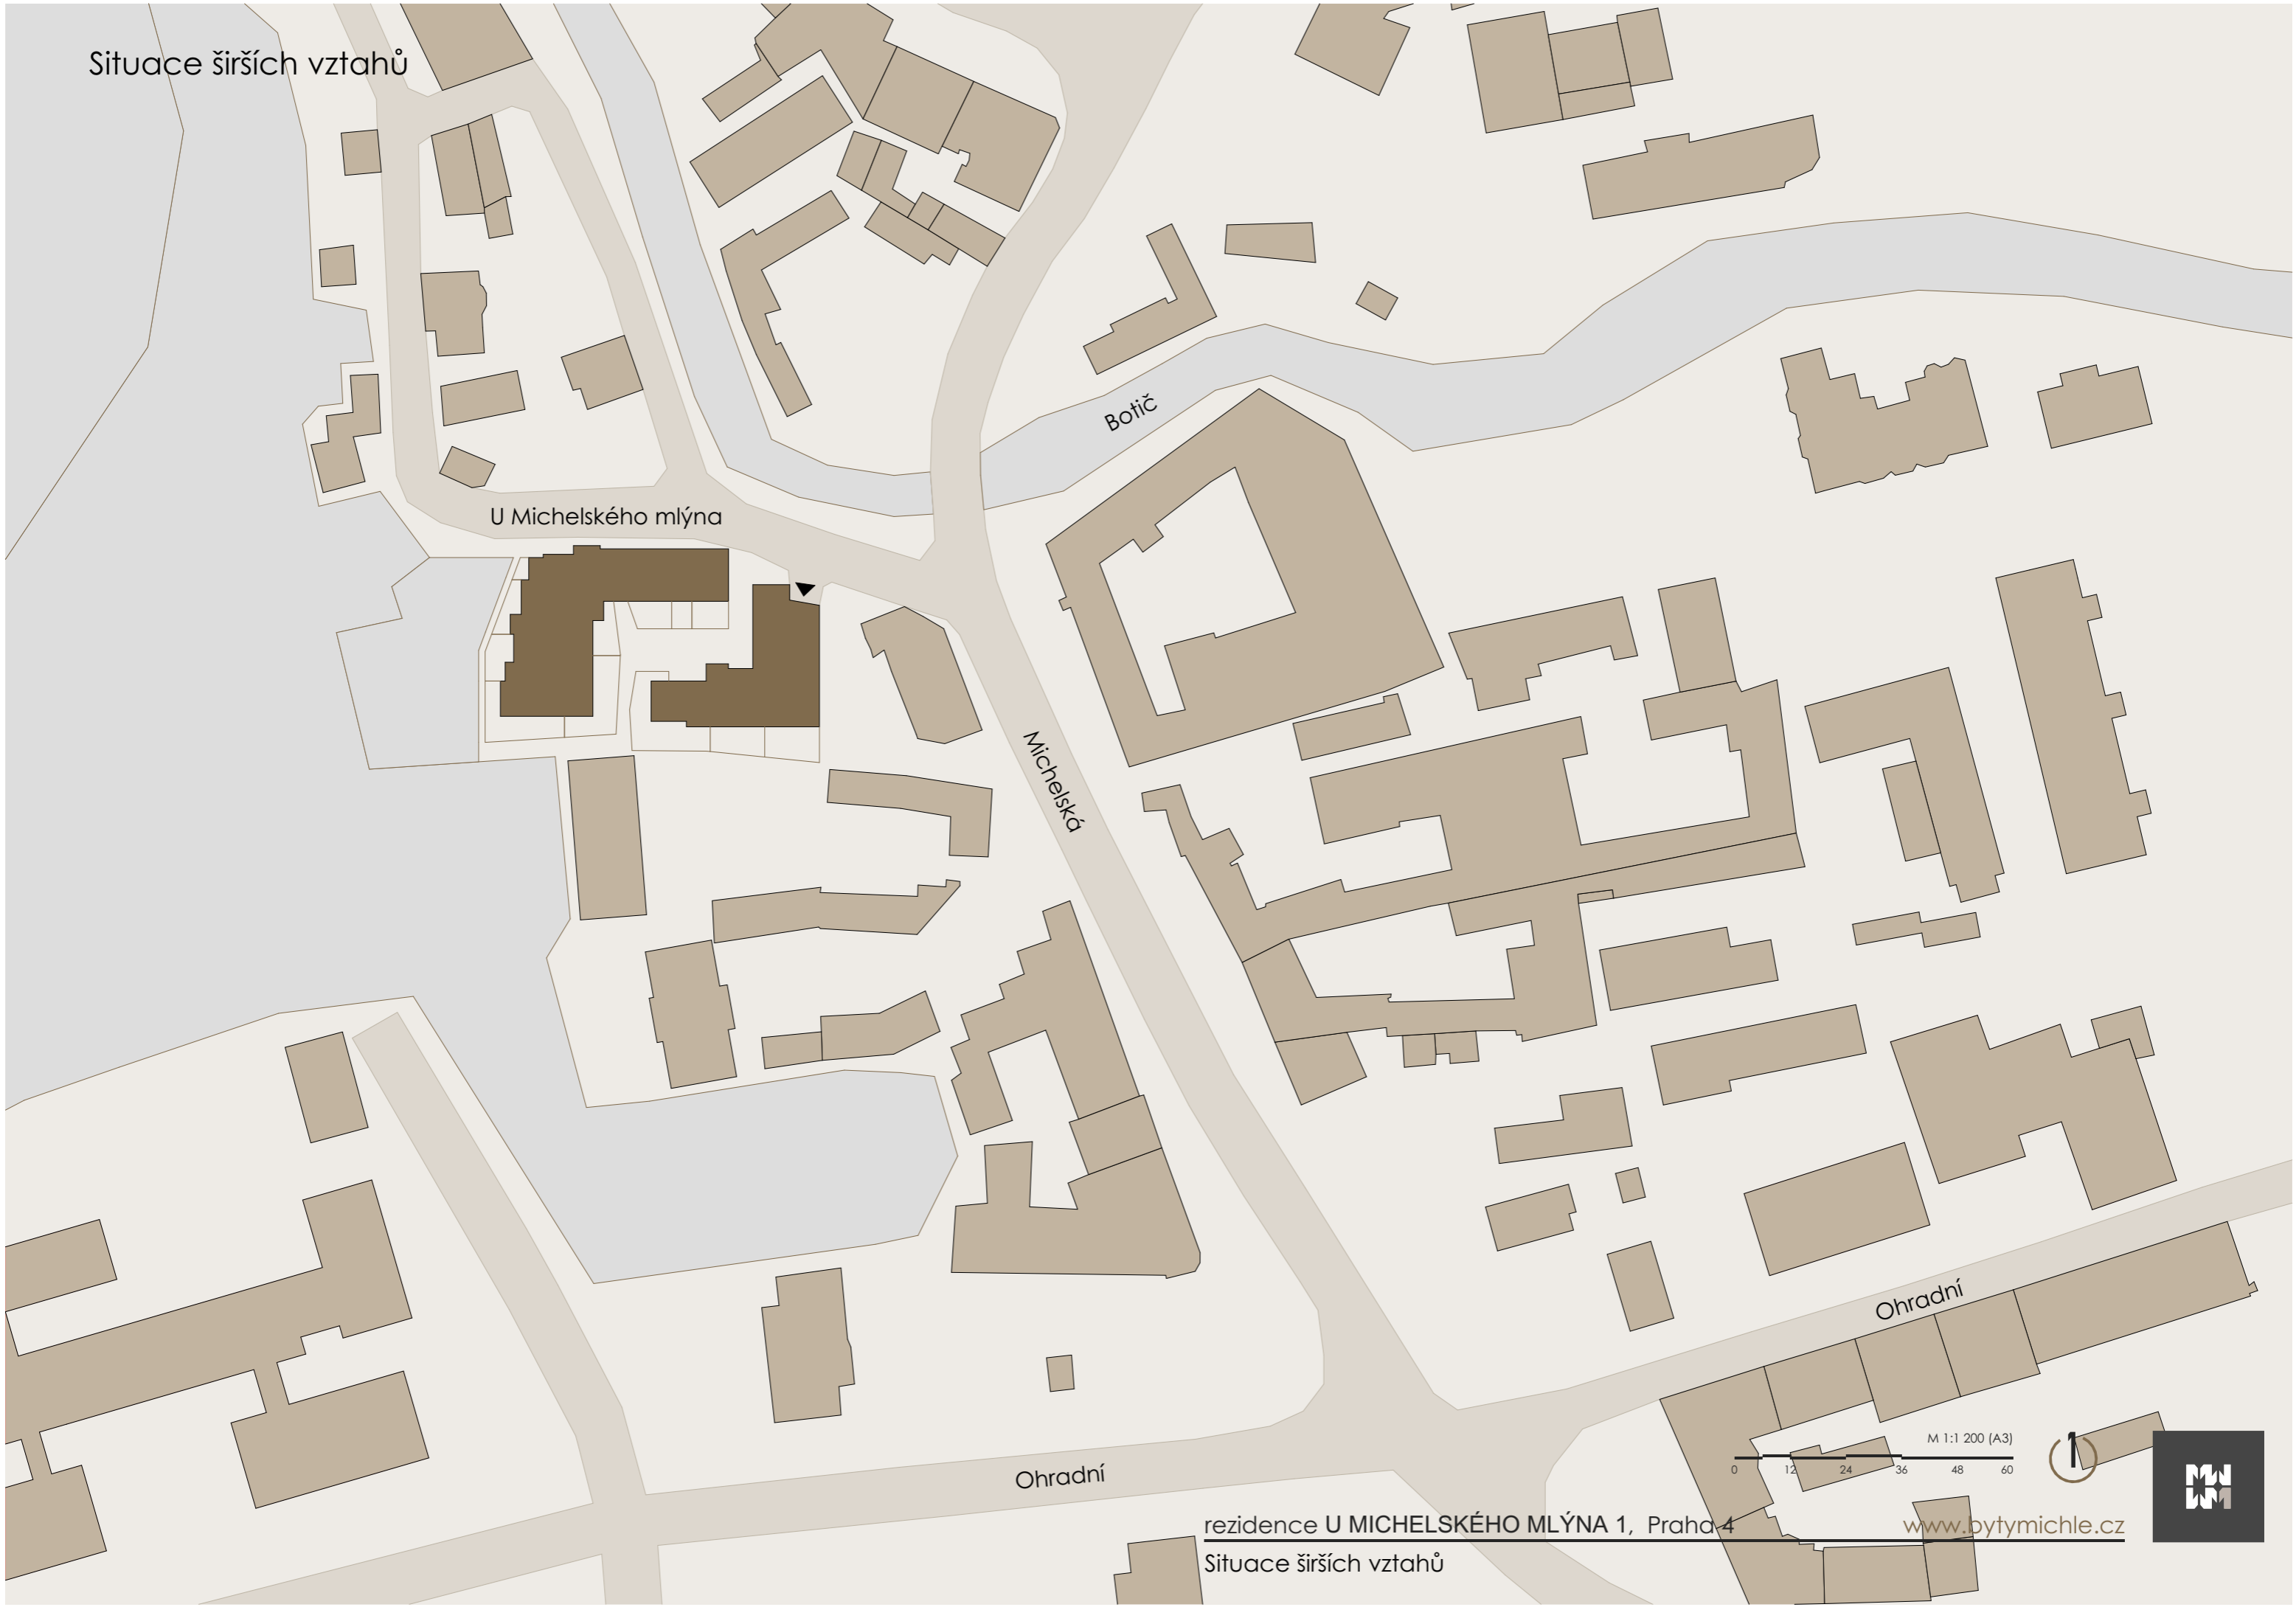 Situace širších vztahů
Botič
U Michelského mlýna
Michelská
Ohradní
M 1:1 200 (A3)
0 12 24 36 48 60
1
Ohradní
rezidence U MICHELSKÉHO MLÝNA 1, Praha 4
www.bytymichle.cz
Situace širších vztahů